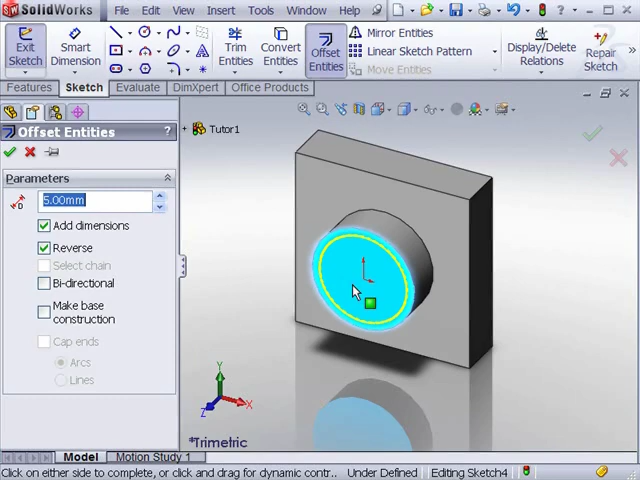 SolidWorks File Edit View Insert Tools Window Help
Exit Sketch
Smart Dimension
Trim Entities
Convert Entities
Offset Entities
Mirror Entities
Linear Sketch Pattern
Move Entities
Display/Delete Relations
Repair Sketch
Features Sketch Evaluate DimXpert Office Products
Offset Entities ?
Tutor1
Parameters
5.00mm
Add dimensions
Reverse
Select chain
Bi-directional
Make base construction
Cap ends
Arcs
Lines
Y
X
Z
*Trimetric
Model Motion Study 1
Click on either side to complete, or click and drag for dynamic contr... Under Defined Editing Sketch4